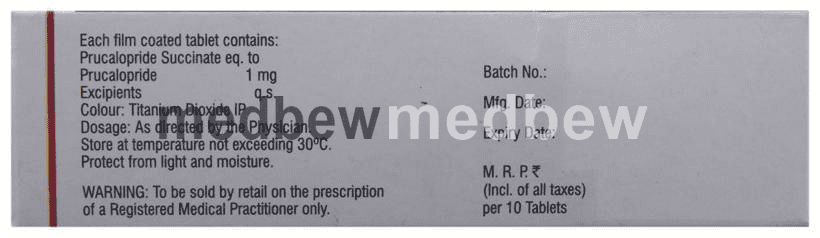 Each film coated tablet contains:
Prucalopride Succinate eq. to
Prucalopride 1 mg
Excipients q.s.
Colour: Titanium Dioxide IP
Dosage: As directed by the Physician.
Store at temperature not exceeding 30ºC.
Protect from light and moisture.
WARNING: To be sold by retail on the prescription
of a Registered Medical Practitioner only.
Batch No.:
Mfg. Date:
Expiry Date:
M. R. P. ₹
(Incl. of all taxes)
per 10 Tablets
medbew medbew